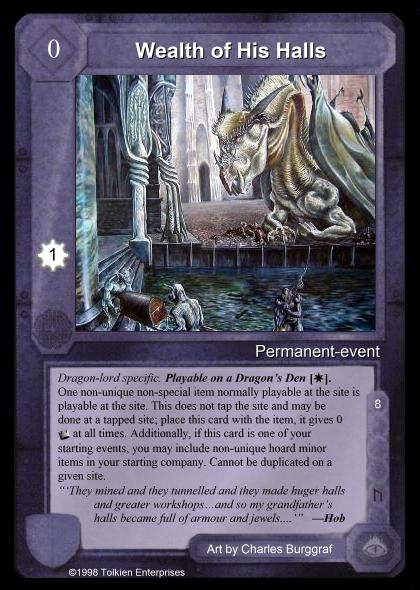 0
Wealth of His Halls
1
Permanent-event
Dragon-lord specific. Playable on a Dragon's Den [☀].
One non-unique non-special item normally playable at the site is
playable at the site. This does not tap the site and may be
done at a tapped site; place this card with the item, it gives 0
at all times. Additionally, if this card is one of your
starting events, you may include non-unique hoard minor
items in your starting company. Cannot be duplicated on a
given site.
8
"‘They mined and they tunnelled and they made huger halls
and greater workshops…and so my grandfather’s
halls became full of armour and jewels....’” —Hob
Art by Charles Burggraf
©1998 Tolkien Enterprises